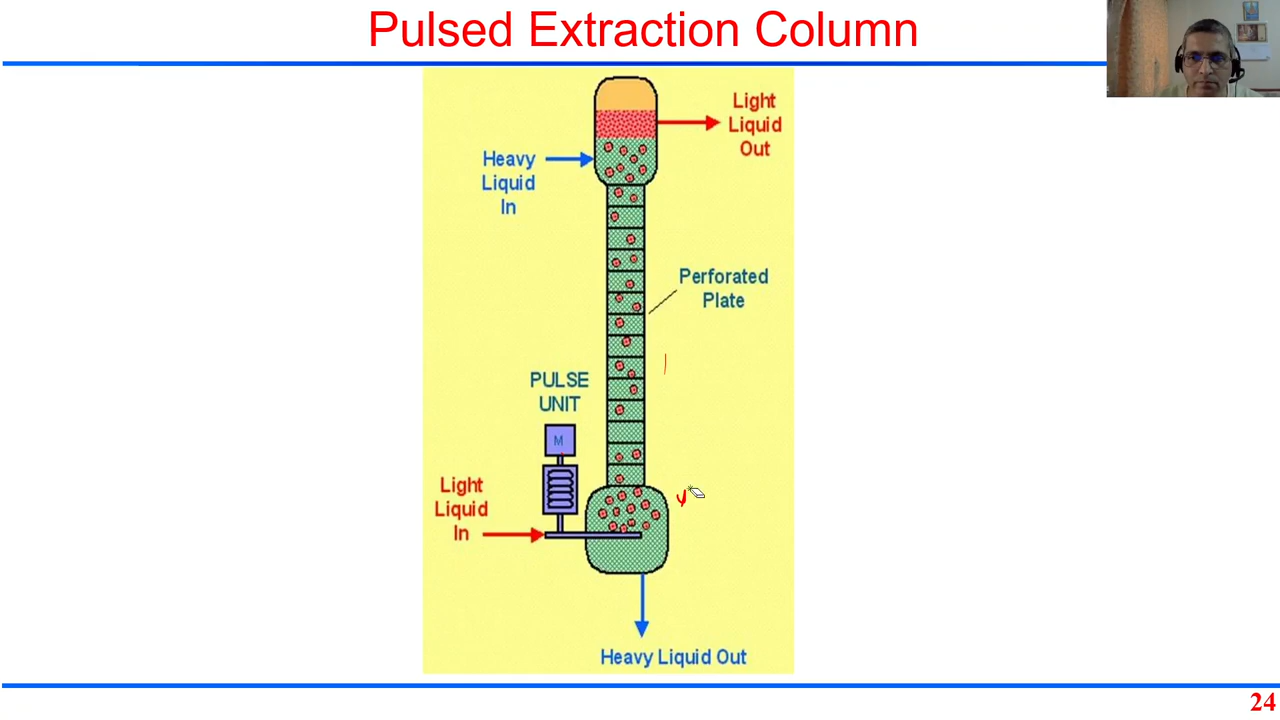 Pulsed Extraction Column
Light
Liquid
Out
Heavy
Liquid
In
Perforated
Plate
PULSE
UNIT
M
Light
Liquid
In
Heavy Liquid Out
24